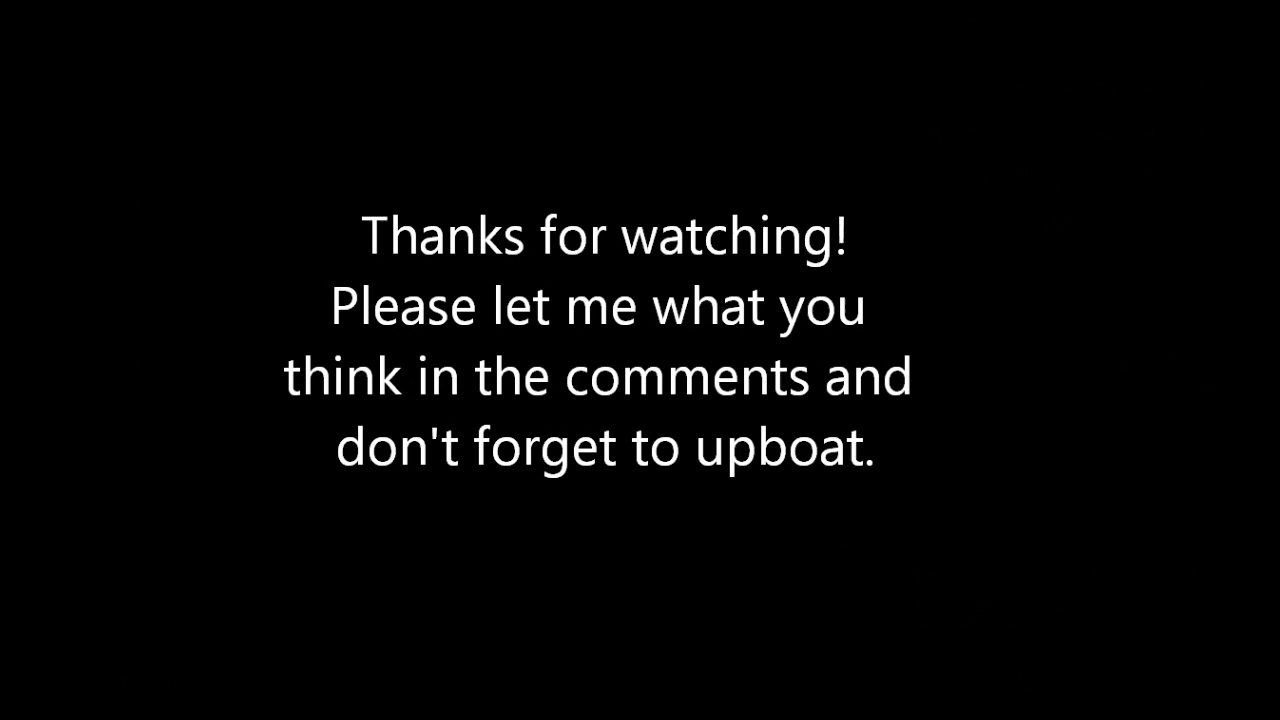 Thanks for watching!
Please let me what you
think in the comments and
don't forget to upboat.